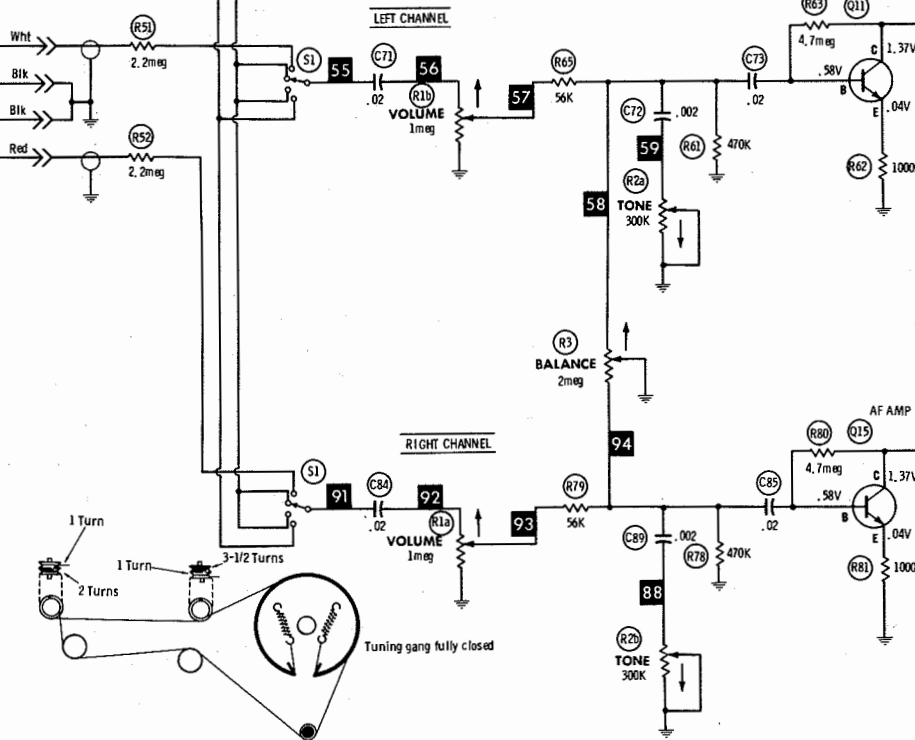 R63
Q11
LEFT CHANNEL
Wht
R51
2.2meg
S1
55
C71
.02
56
R1b
VOLUME
1meg
57
R65
56K
C73
.02
4.7meg
C
1.37V
.58V
B
E
.04V
Blk
Blk
C72
.002
59
R61
470K
R62
1000
Red
R52
2.2meg
R2a
TONE
300K
58
R3
BALANCE
2meg
AF AMP
RIGHT CHANNEL
94
R80
Q15
4.7meg
C
1.37V
S1
91
C84
.02
92
R1a
VOLUME
1meg
93
R79
56K
C85
.02
.58V
B
E
.04V
C89
.002
R78
470K
R81
1000
88
R2b
TONE
300K
1 Turn
2 Turns
1 Turn
3-1/2 Turns
Tuning gang fully closed